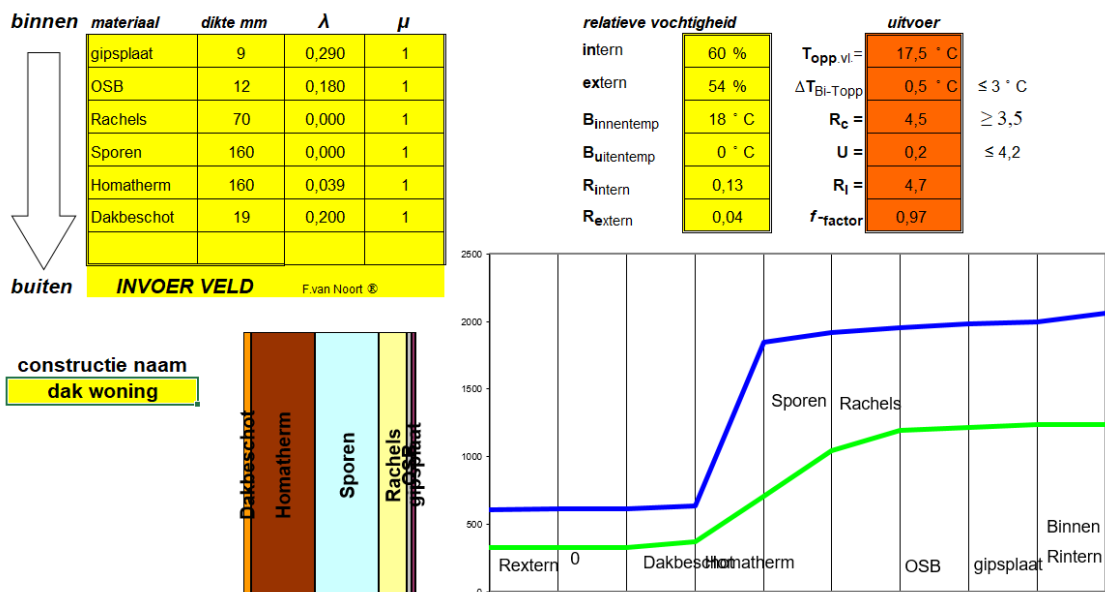 binnen materiaal dikte mm λ μ
gipsplaat 9 0,290 1
OSB 12 0,180 1
Rachels 70 0,000 1
Sporen 160 0,000 1
Homatherm 160 0,039 1
Dakbeschot 19 0,200 1
buiten INVOER VELD F.van Noort ®
relatieve vochtigheid uitvoer
intern 60 % Topp.vl.= 17,5 ° C
extern 54 % ΔTBi-Topp 0,5 ° C ≤ 3 ° C
Binnentemp 18 ° C Rc = 4,5 ≥ 3,5
Buitentemp 0 ° C U = 0,2 ≤ 4,2
Rintern 0,13 Rl = 4,7
Rextern 0,04 f-factor 0,97
constructie naam
dak woning
Dakbeschot
Homatherm
Sporen
Rachels
OSB
gipsplaat
2500
2000
1500
1000
500
0
Sporen Rachels
Binnen
Rextern 0 Dakbeschot Homatherm OSB gipsplaat Rintern